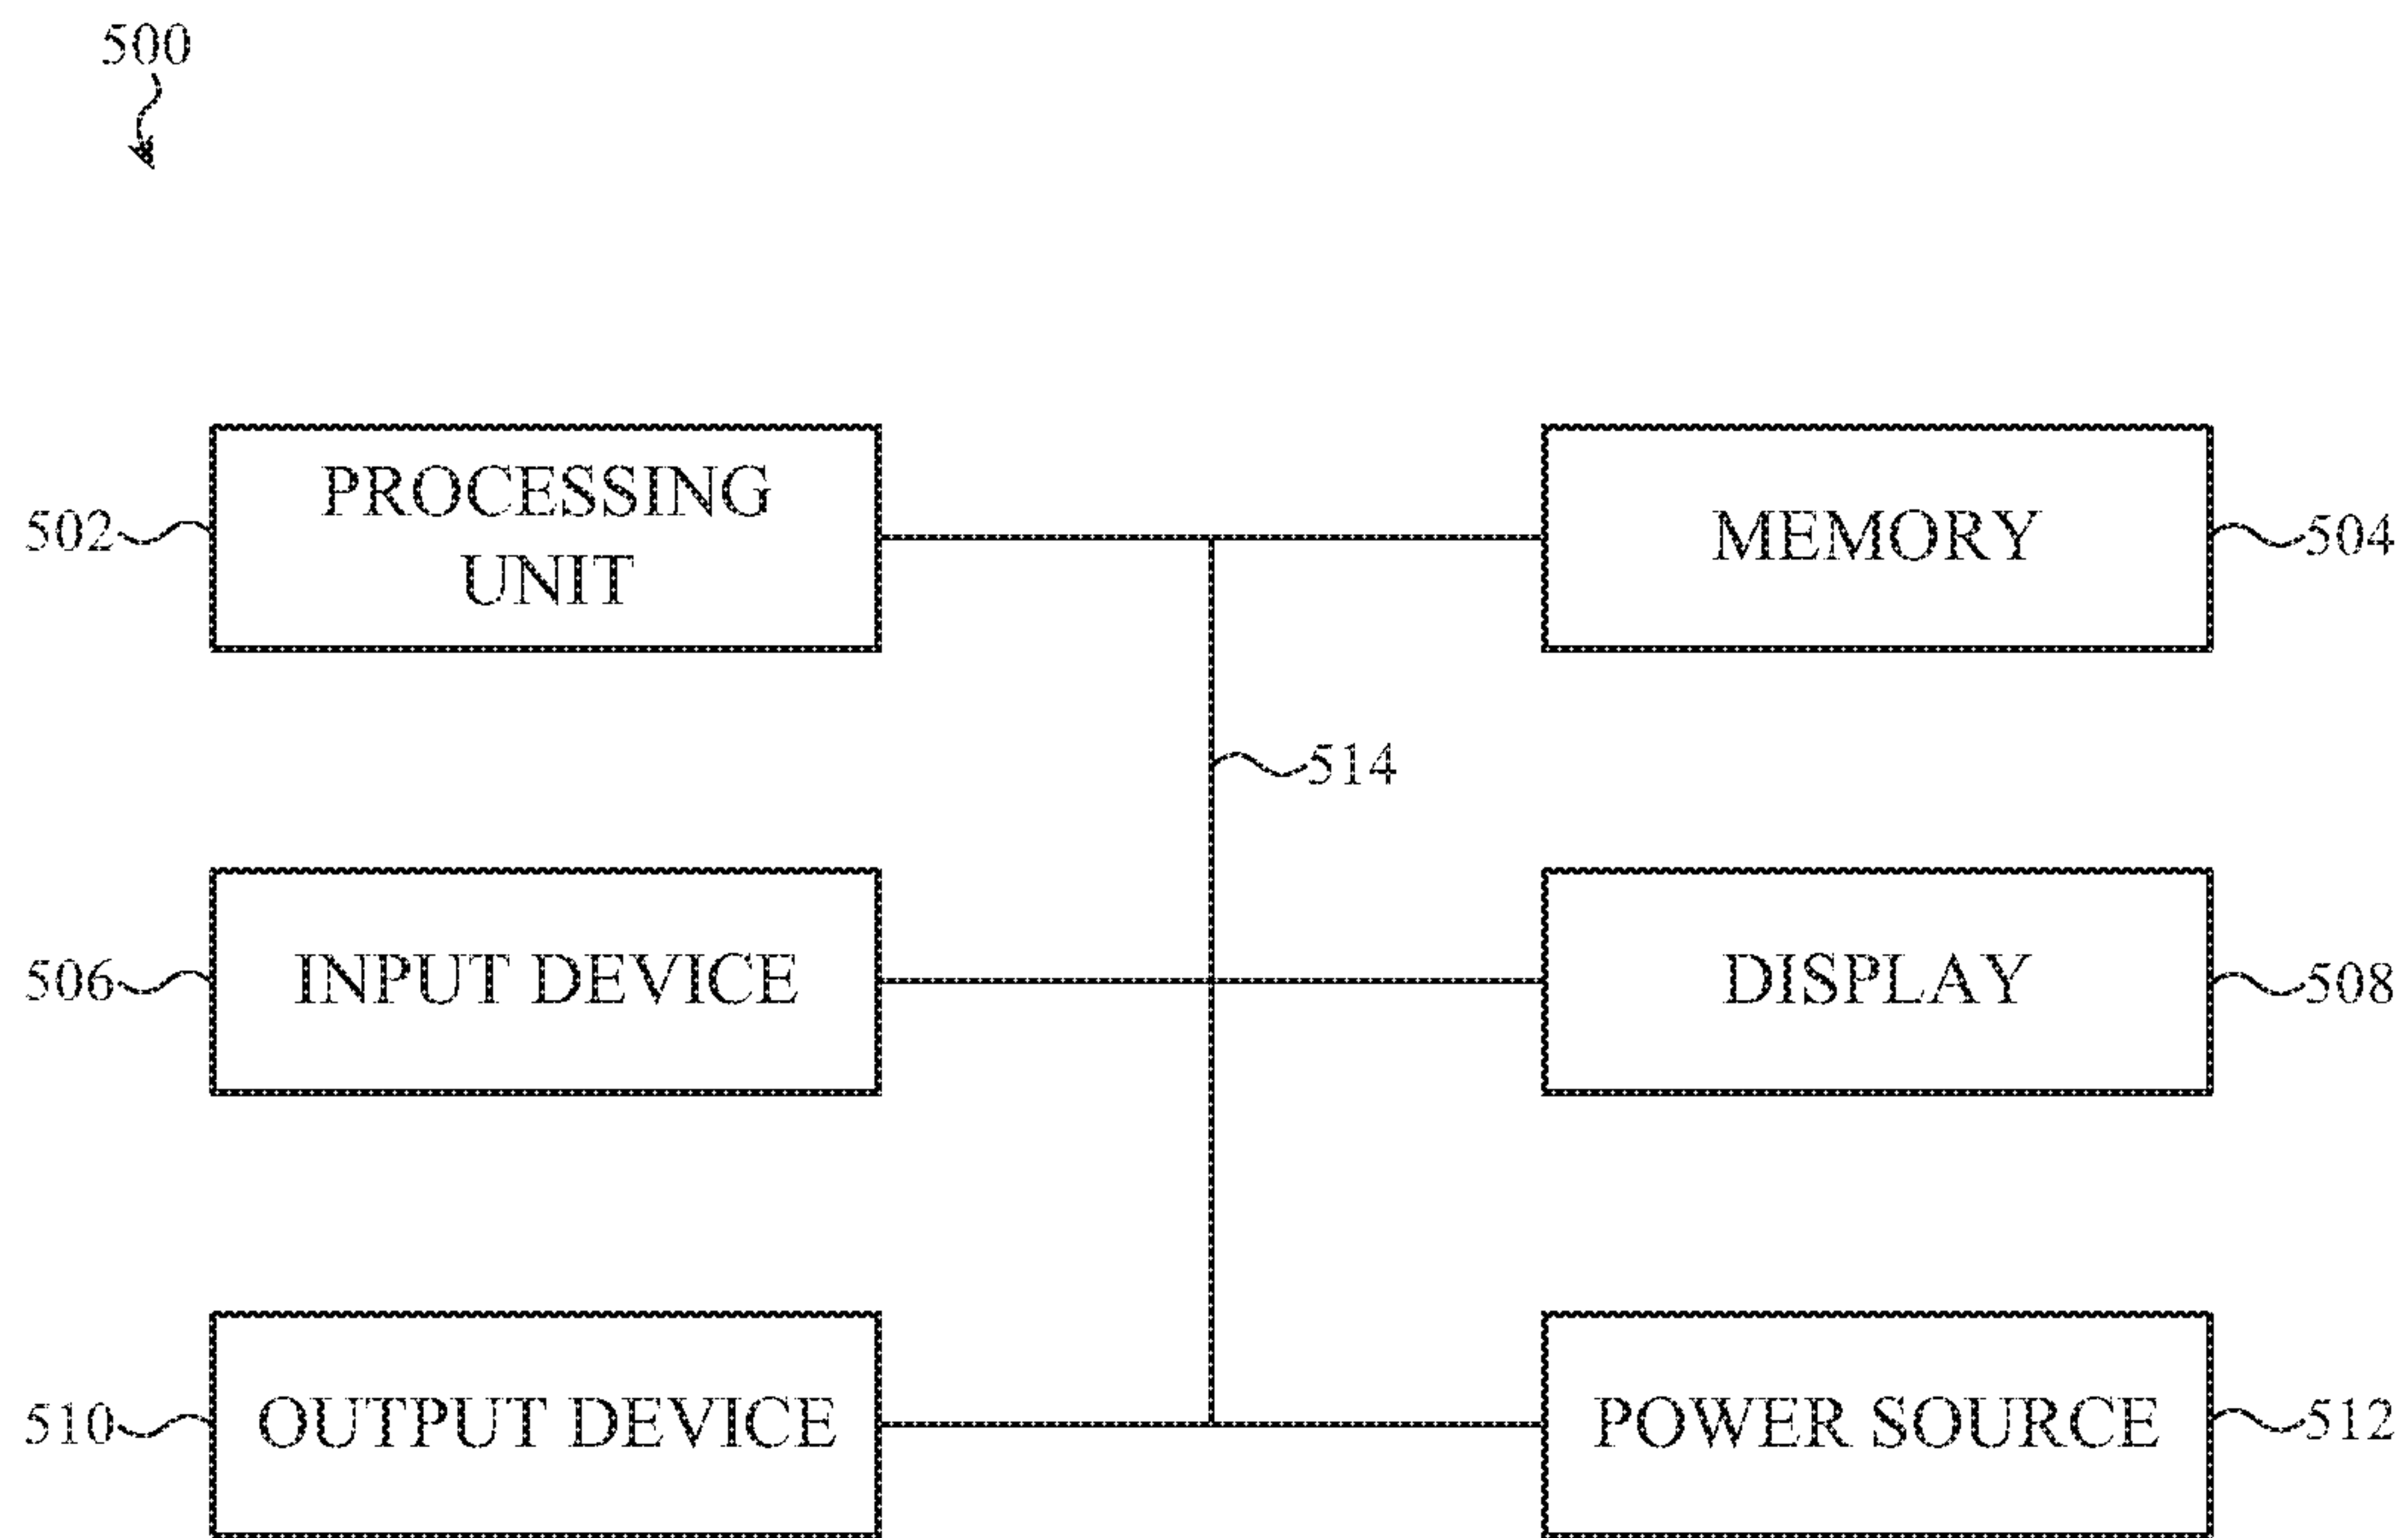 500
PROCESSING
UNIT
502
MEMORY
504
514
INPUT DEVICE
506
DISPLAY
508
OUTPUT DEVICE
510
POWER SOURCE
512